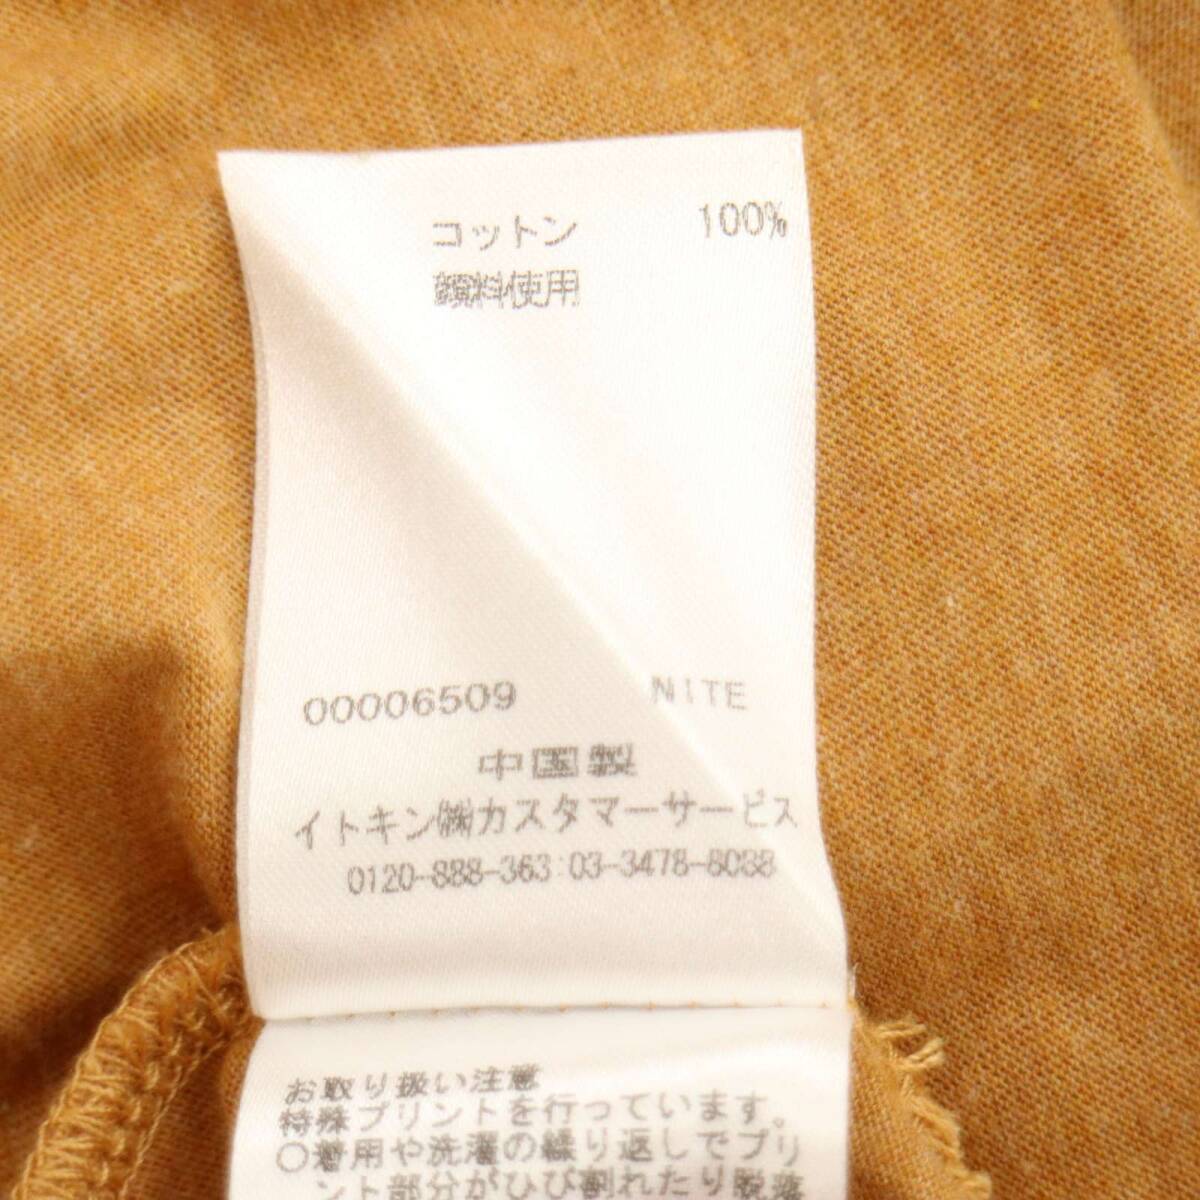 コットン 100%
顔料使用
00006509 NITE
中国製
イトキン㈱カスタマーサービス
0120-888-363:03-3478-8088
お取り扱い注意
特殊プリントを行っています。
○着用や洗濯の繰り返しでプリ
ント部分がひび割れたり脱落